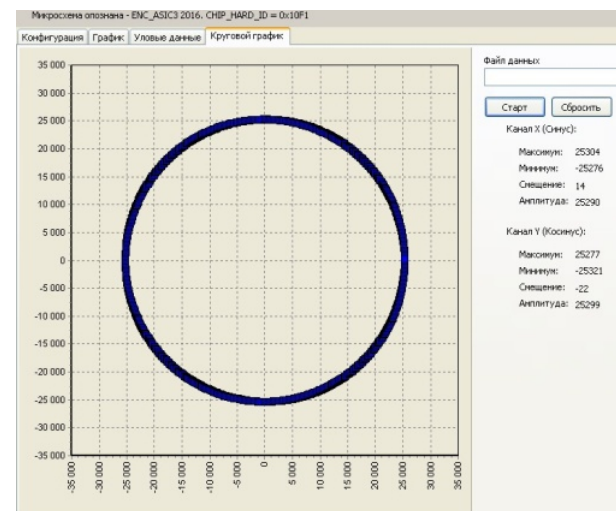 Микросхема опознана - ENC_ASIC3 2016. CHIP_HARD_ID = 0x10F1
Конфигурация График Уловые данные Круговой график
35 000
30 000
25 000
20 000
15 000
10 000
5 000
0
-5 000
-10 000
-15 000
-20 000
-25 000
-30 000
-35 000
-35 000 -30 000 -25 000 -20 000 -15 000 -10 000 -5 000 0 5 000 10 000 15 000 20 000 25 000 30 000 35 000
Файл данных
Старт Сбросить
Канал X (Синус):
Максимум: 25304
Минимум: -25276
Смещение: 14
Амплитуда: 25290
Канал Y (Косинус):
Максимум: 25277
Минимум: -25321
Смещение: -22
Амплитуда: 25299